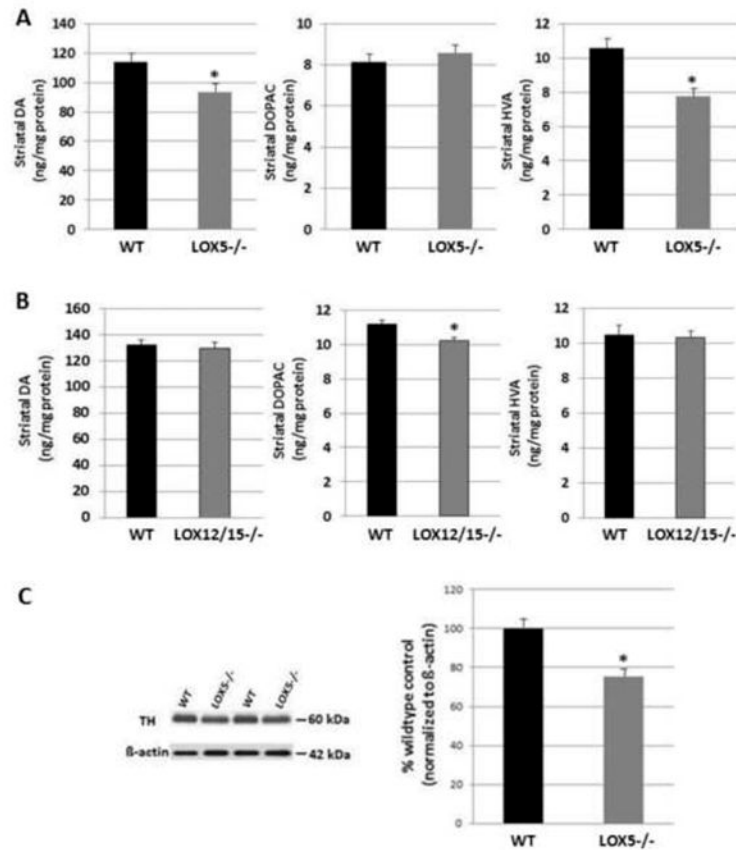 A
Striatal DA
(ng/mg protein)
140
120
100
80
60
40
20
0
*
WT LOX5-/-
Striatal DOPAC
(ng/mg protein)
10
8
6
4
2
0
WT LOX5-/-
Striatal HVA
(ng/mg protein)
12
10
8
6
4
2
0
*
WT LOX5-/-
B
Striatal DA
(ng/mg protein)
160
140
120
100
80
60
40
20
0
WT LOX12/15-/-
Striatal DOPAC
(ng/mg protein)
12
10
8
6
4
2
0
*
WT LOX12/15-/-
Striatal HVA
(ng/mg protein)
12
10
8
6
4
2
0
WT LOX12/15-/-
C
WT LOX5-/- WT LOX5-/-
TH —60 kDa
ß-actin —42 kDa
% wildtype control
(normalized to ß-actin)
120
100
80
60
40
20
0
*
WT LOX5-/-